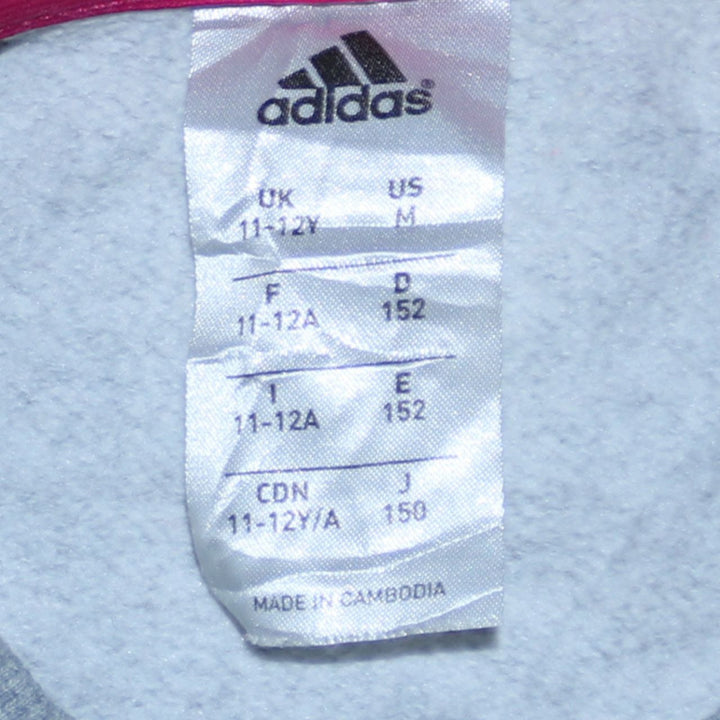 adidas®
UK US
11-12Y M
F D
11-12A 152
I E
11-12A 152
CDN J
11-12Y/A 150
MADE IN CAMBODIA